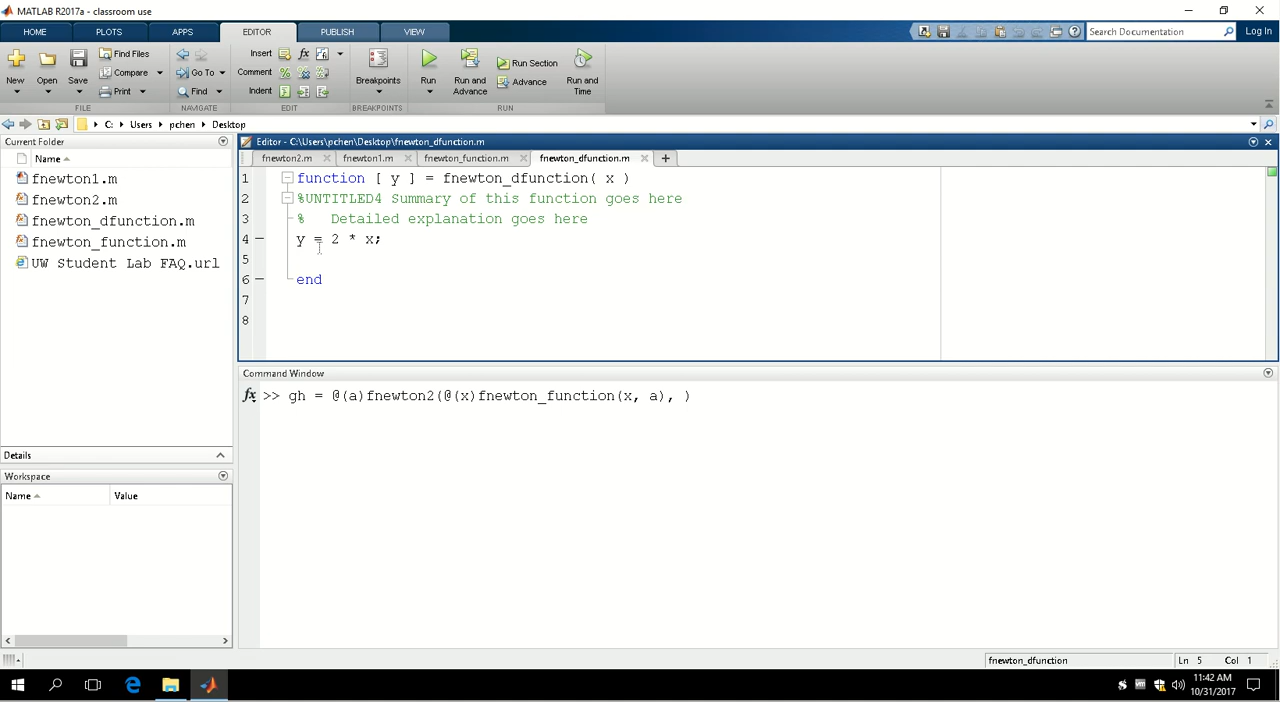 MATLAB R2017a - classroom use
HOME PLOTS APPS EDITOR PUBLISH VIEW Search Documentation Log In
New Open Save Find Files Compare Print Go To Find Insert Comment Indent fx Breakpoints Run Run and Advance Run Section Advance Run and Time
FILE NAVIGATE EDIT BREAKPOINTS RUN
C: Users pchen Desktop
Current Folder
Name
fnewton1.m
fnewton2.m
fnewton_dfunction.m
fnewton_function.m
UW Student Lab FAQ.url
Details
Workspace
Name Value
Editor - C:\Users\pchen\Desktop\fnewton_dfunction.m
fnewton2.m fnewton1.m fnewton_function.m fnewton_dfunction.m
1 function [ y ] = fnewton_dfunction( x )
2 %UNTITLED4 Summary of this function goes here
3 % Detailed explanation goes here
4 y = 2 * x;
5
6 end
7
8
Command Window
fx >> gh = @(a)fnewton2(@(x)fnewton_function(x, a), )
fnewton_dfunction Ln 5 Col 1
11:42 AM
10/31/2017